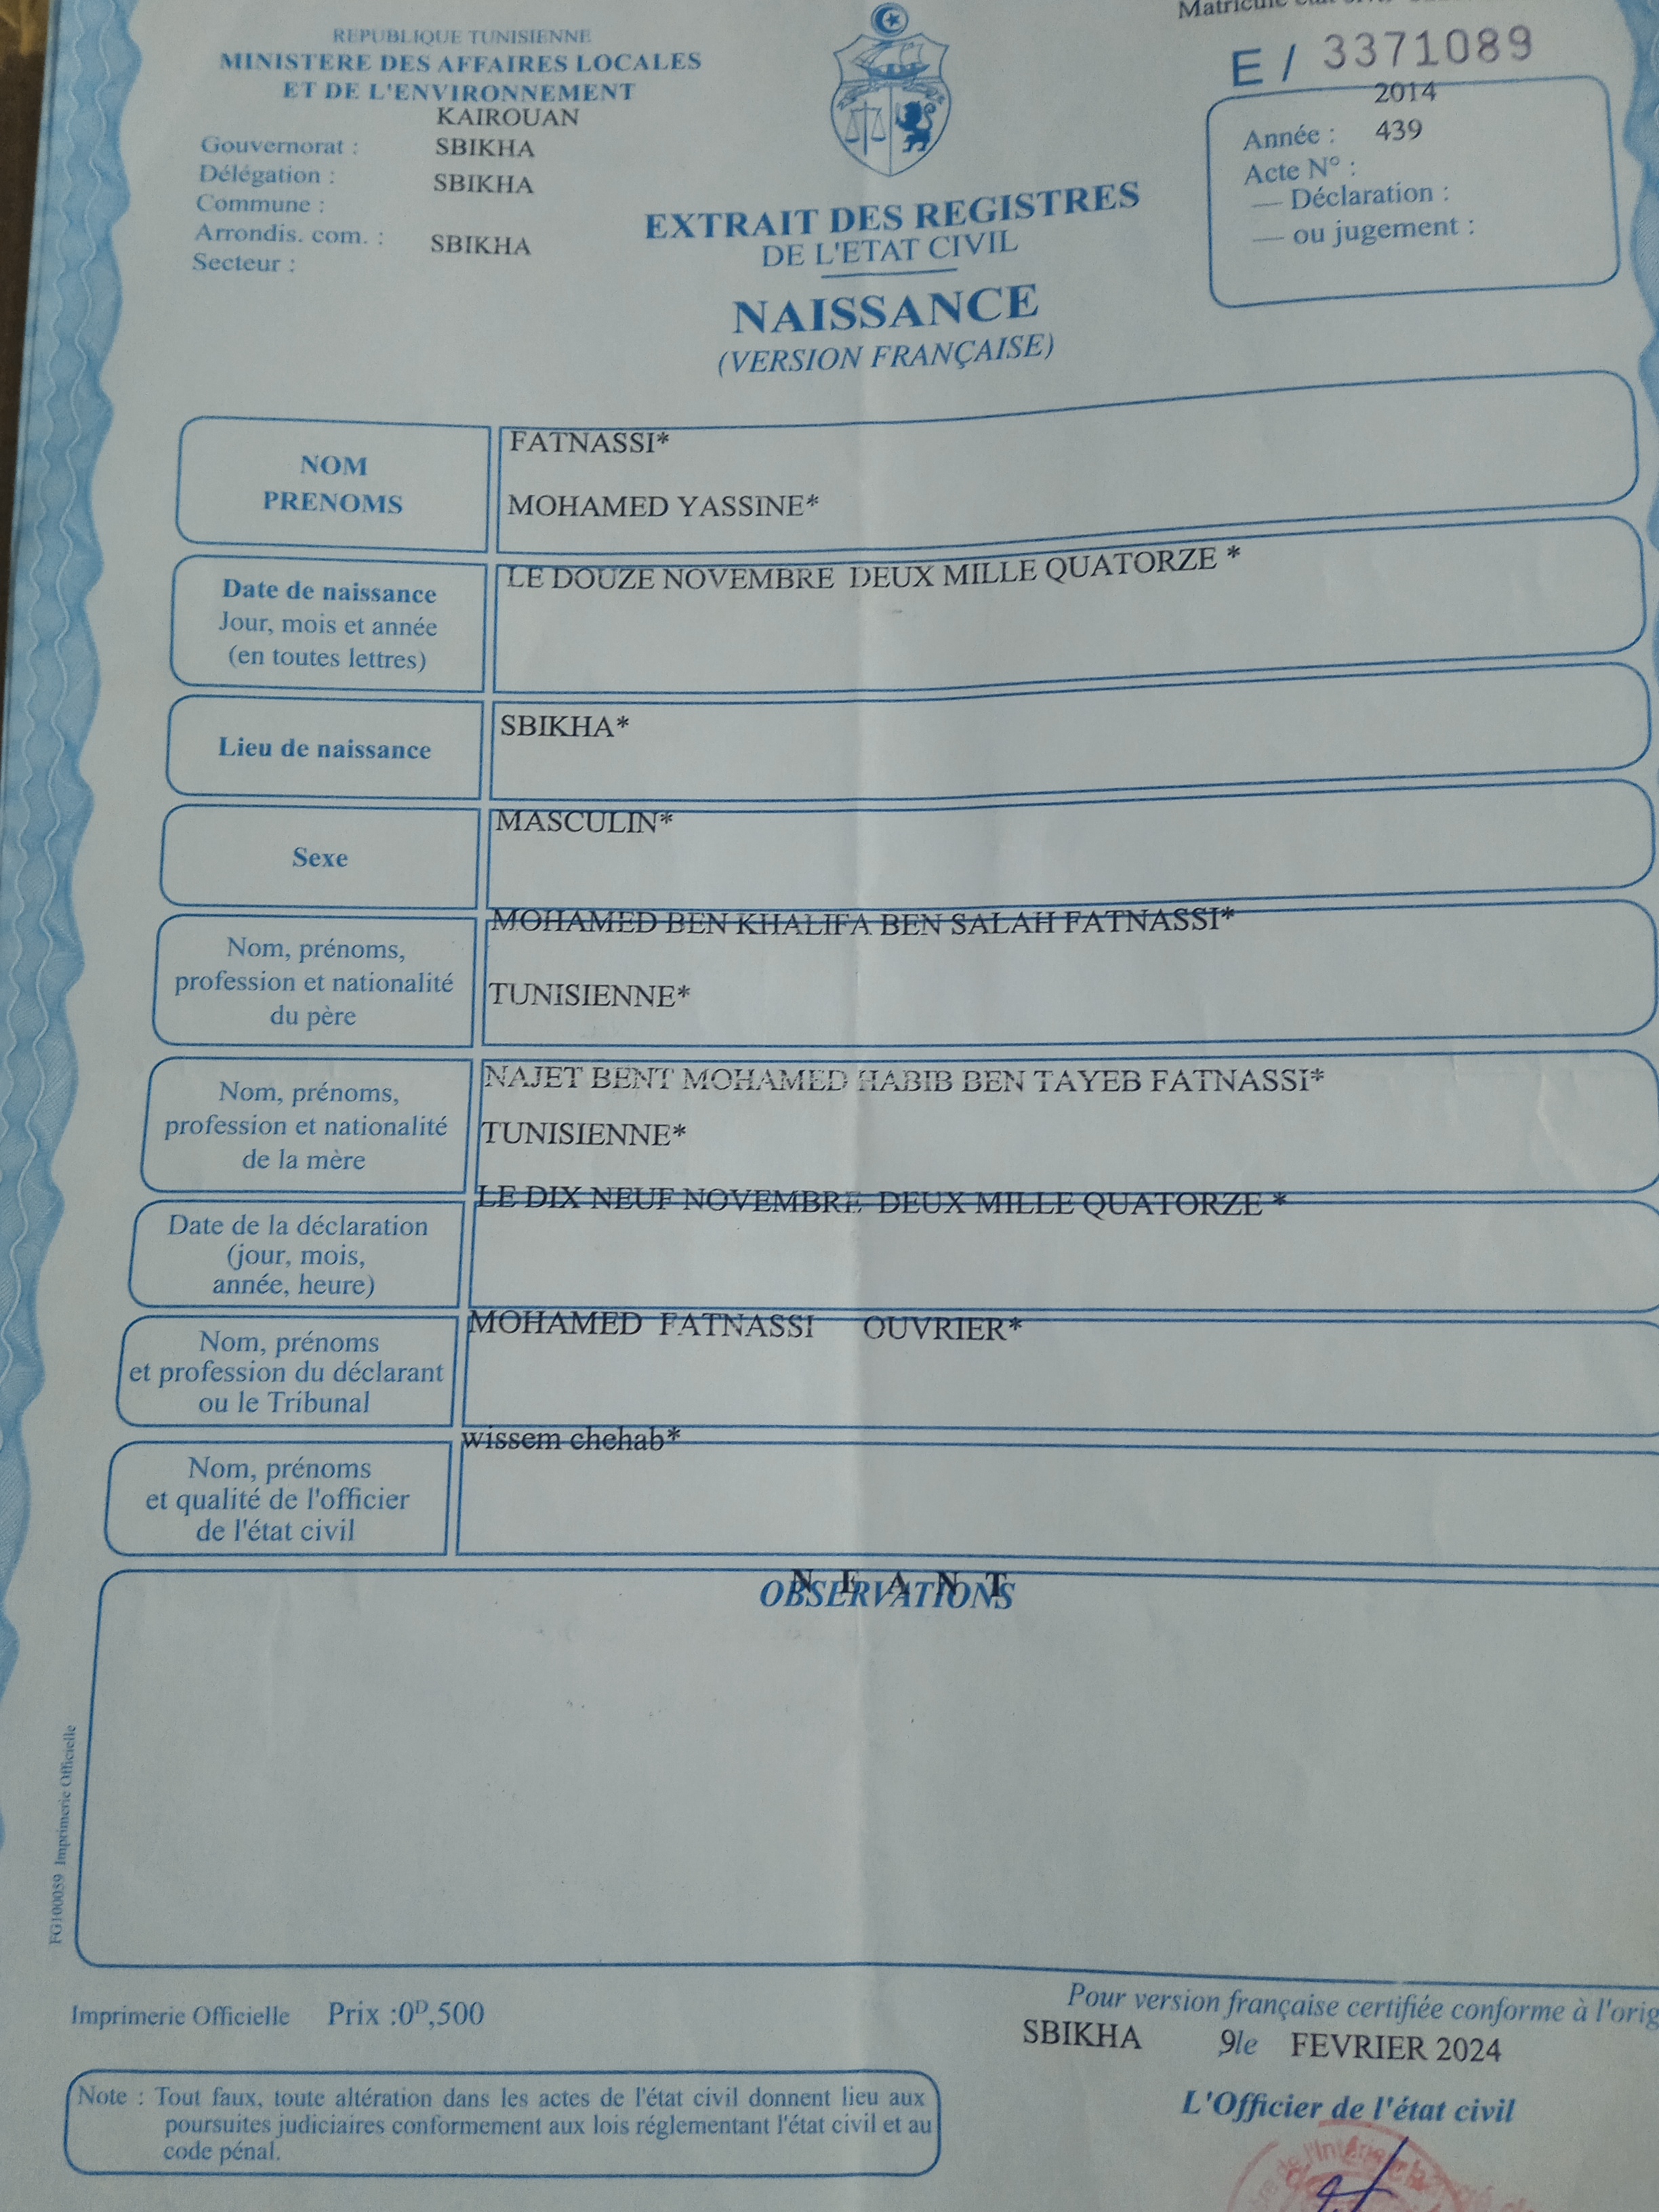 REPUBLIQUE TUNISIENNE
MINISTERE DES AFFAIRES LOCALES
ET DE L'ENVIRONNEMENT
KAIROUAN
Gouvernorat : SBIKHA
Délégation :
Commune : SBIKHA
Arrondis. com. :
Secteur : SBIKHA
Matricule
E / 3371089
2014
Année : 439
Acte N° :
— Déclaration :
— ou jugement :
EXTRAIT DES REGISTRES
DE L'ETAT CIVIL
NAISSANCE
(VERSION FRANÇAISE)
NOM
PRENOMS
FATNASSI*
MOHAMED YASSINE*
Date de naissance
Jour, mois et année
(en toutes lettres)
LE DOUZE NOVEMBRE DEUX MILLE QUATORZE *
Lieu de naissance
SBIKHA*
Sexe
MASCULIN*
Nom, prénoms,
profession et nationalité
du père
MOHAMED BEN KHALIFA BEN SALAH FATNASSI*
TUNISIENNE*
Nom, prénoms,
profession et nationalité
de la mère
NAJET BENT MOHAMED HABIB BEN TAYEB FATNASSI*
TUNISIENNE*
Date de la déclaration
(jour, mois,
année, heure)
LE DIX NEUF NOVEMBRE DEUX MILLE QUATORZE *
Nom, prénoms
et profession du déclarant
ou le Tribunal
MOHAMED FATNASSI OUVRIER*
Nom, prénoms
et qualité de l'officier
de l'état civil
wissem chehab*
N E A N T
OBSERVATIONS
FG100059 Imprimerie Officielle
Imprimerie Officielle Prix :0D,500
Pour version française certifiée conforme à l'orig
SBIKHA 9le FEVRIER 2024
L'Officier de l'état civil
Note : Tout faux, toute altération dans les actes de l'état civil donnent lieu aux
poursuites judiciaires conformement aux lois réglementant l'état civil et au
code pénal.